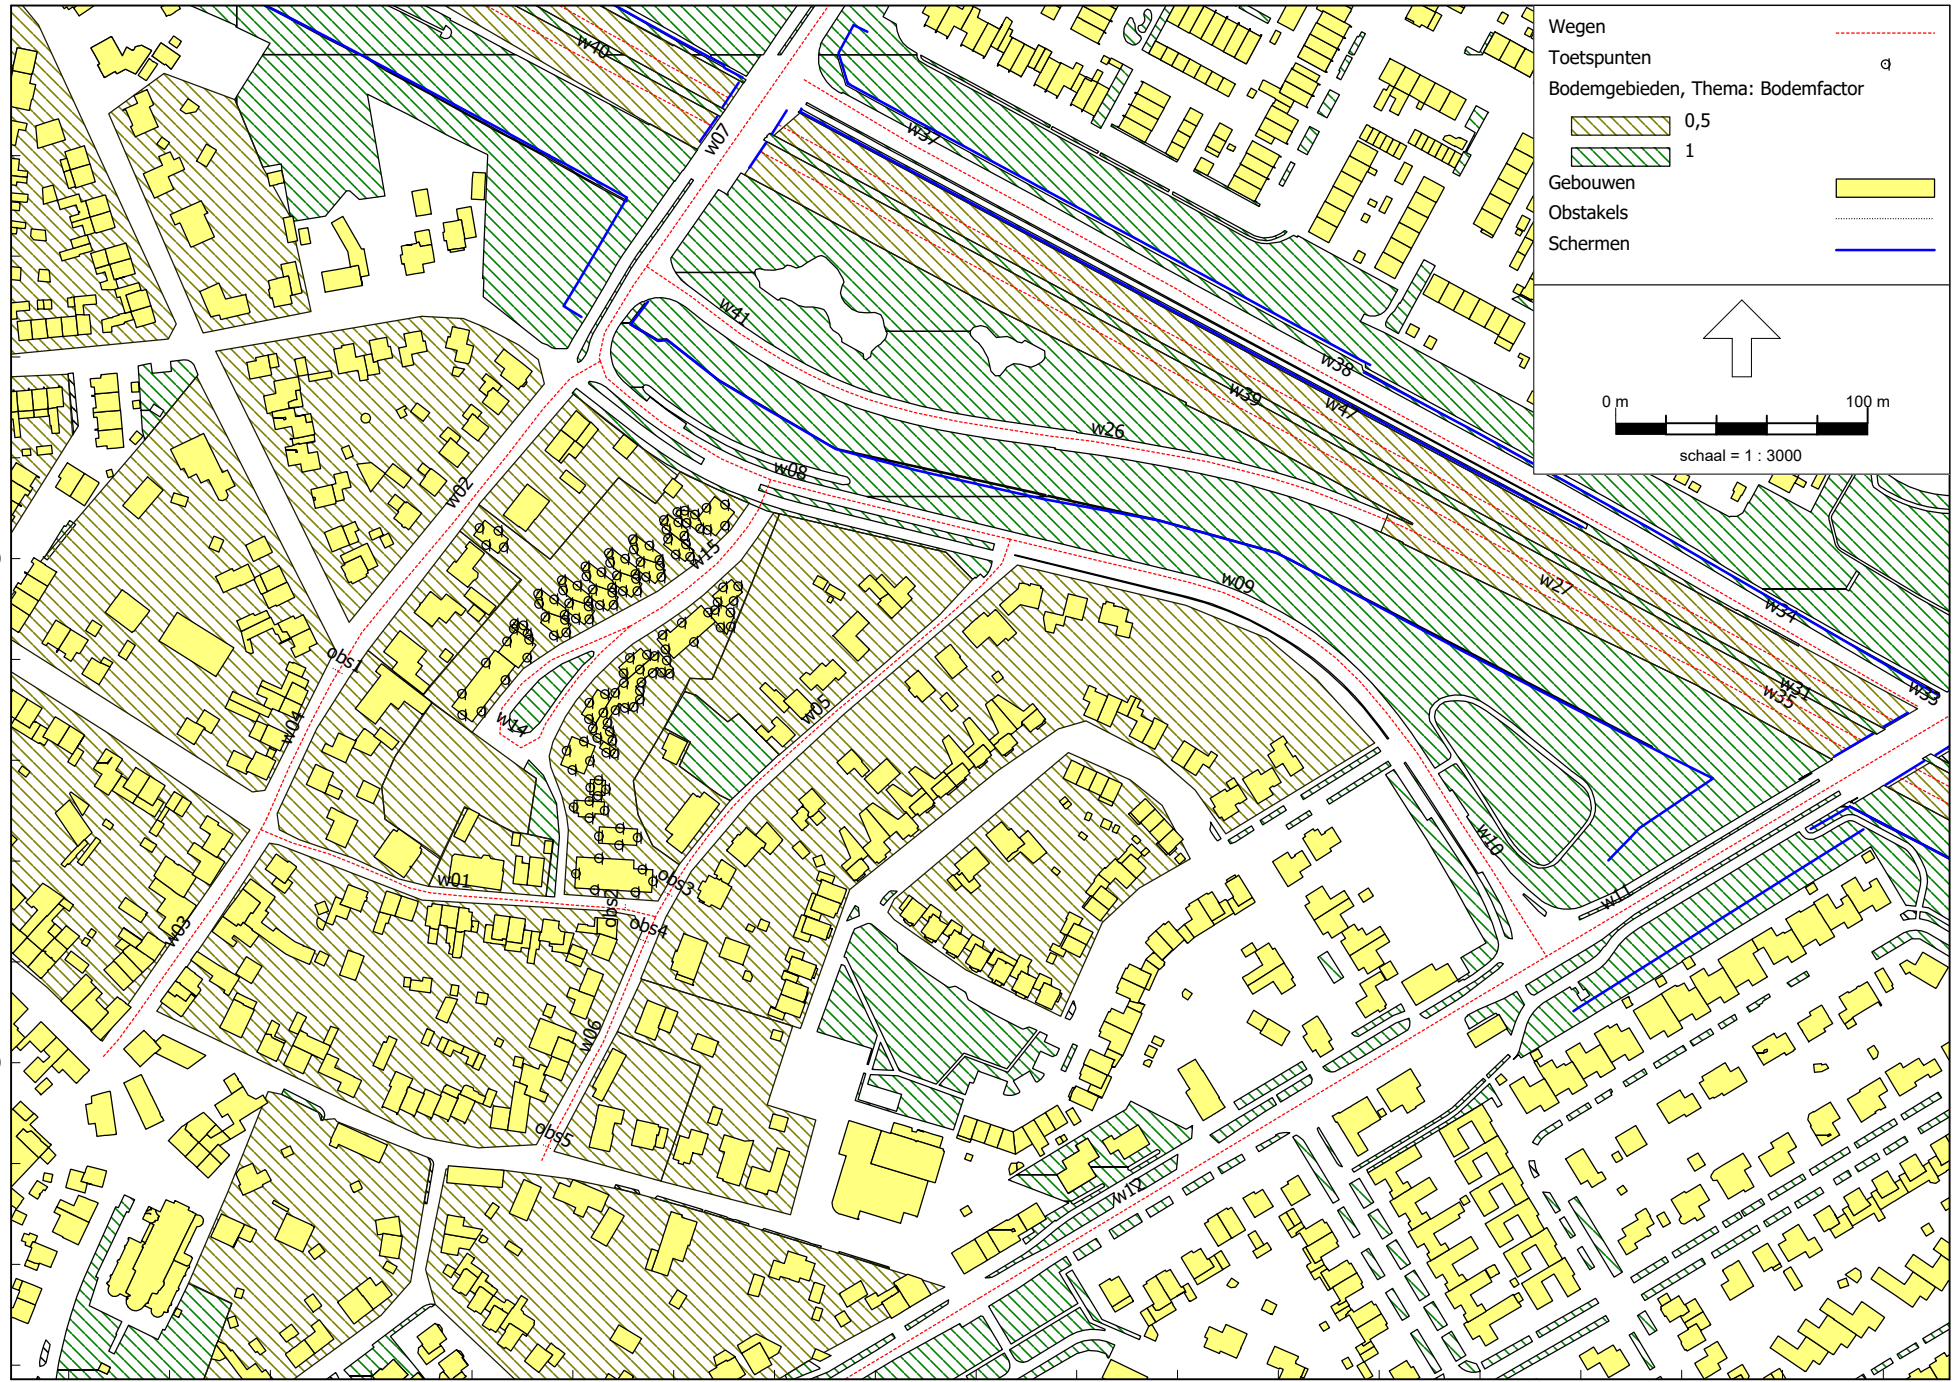 Wegen
Toetspunten
Bodemgebieden, Thema: Bodemfactor
0,5
1
Gebouwen
Obstakels
Schermen
0 m 100 m
schaal = 1 : 3000
w40
w07
w37
w41
w38
w39
w47
w26
w08
w02
w15
w09
w27
w34
obs1
w31
w33
w35
w04
w14
w05
w10
w01
obs3
w11
obs2
obs4
w03
w06
obs5
w12